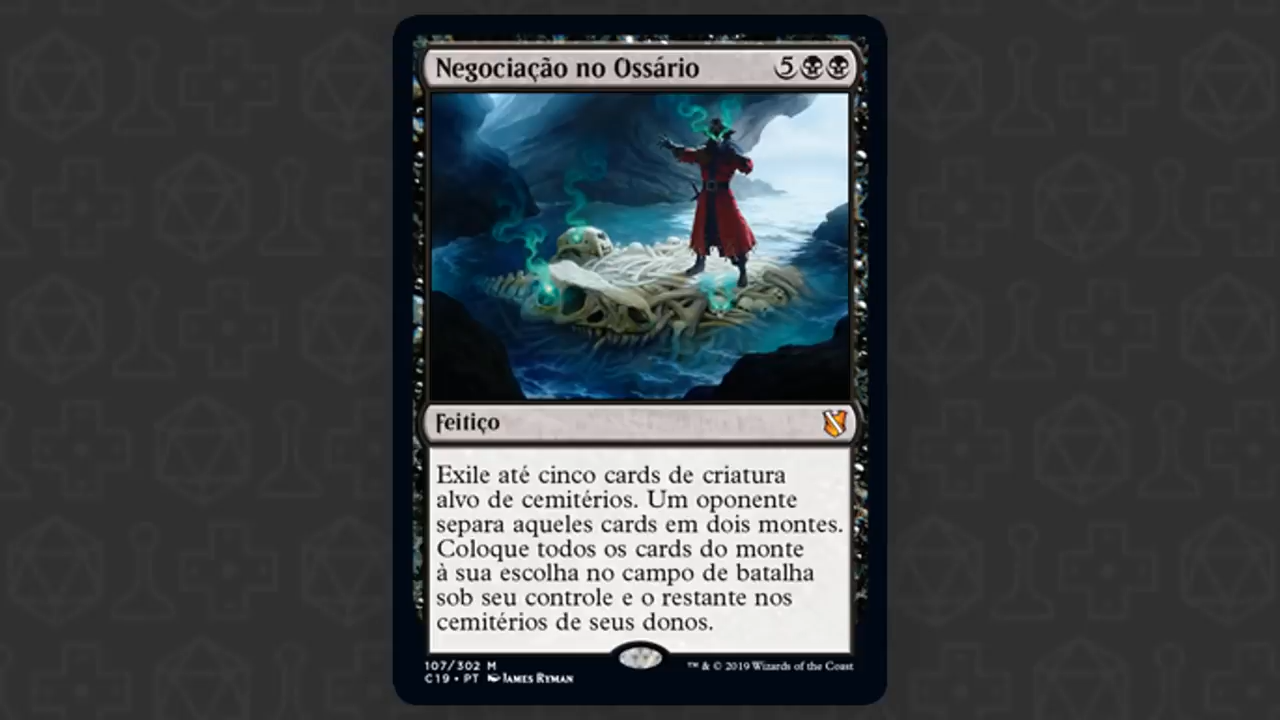 Negociação no Ossário 5
Feitiço
Exile até cinco cards de criatura
alvo de cemitérios. Um oponente
separa aqueles cards em dois montes.
Coloque todos os cards do monte
à sua escolha no campo de batalha
sob seu controle e o restante nos
cemitérios de seus donos.
107/302 M
C19 • PT James Ryman
™ & © 2019 Wizards of the Coast